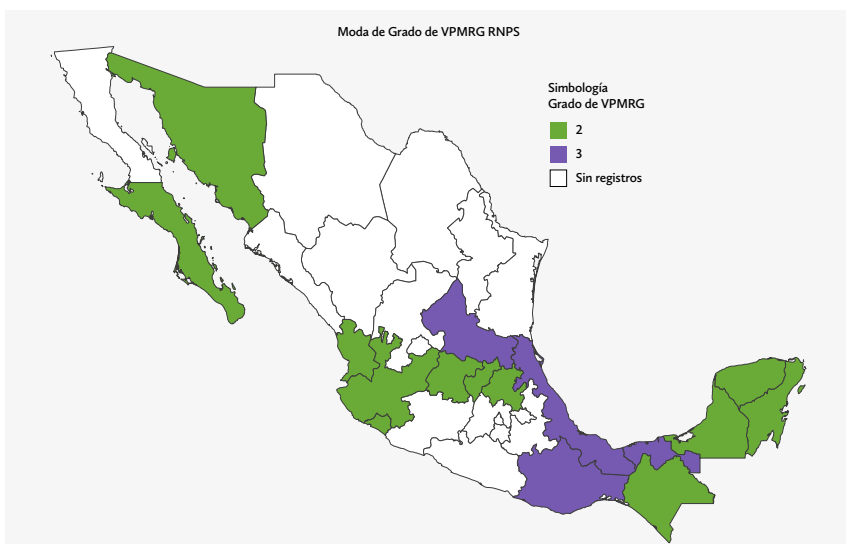 Moda de Grado de VPMRG RNPS
Simbología
Grado de VPMRG
2
3
Sin registros